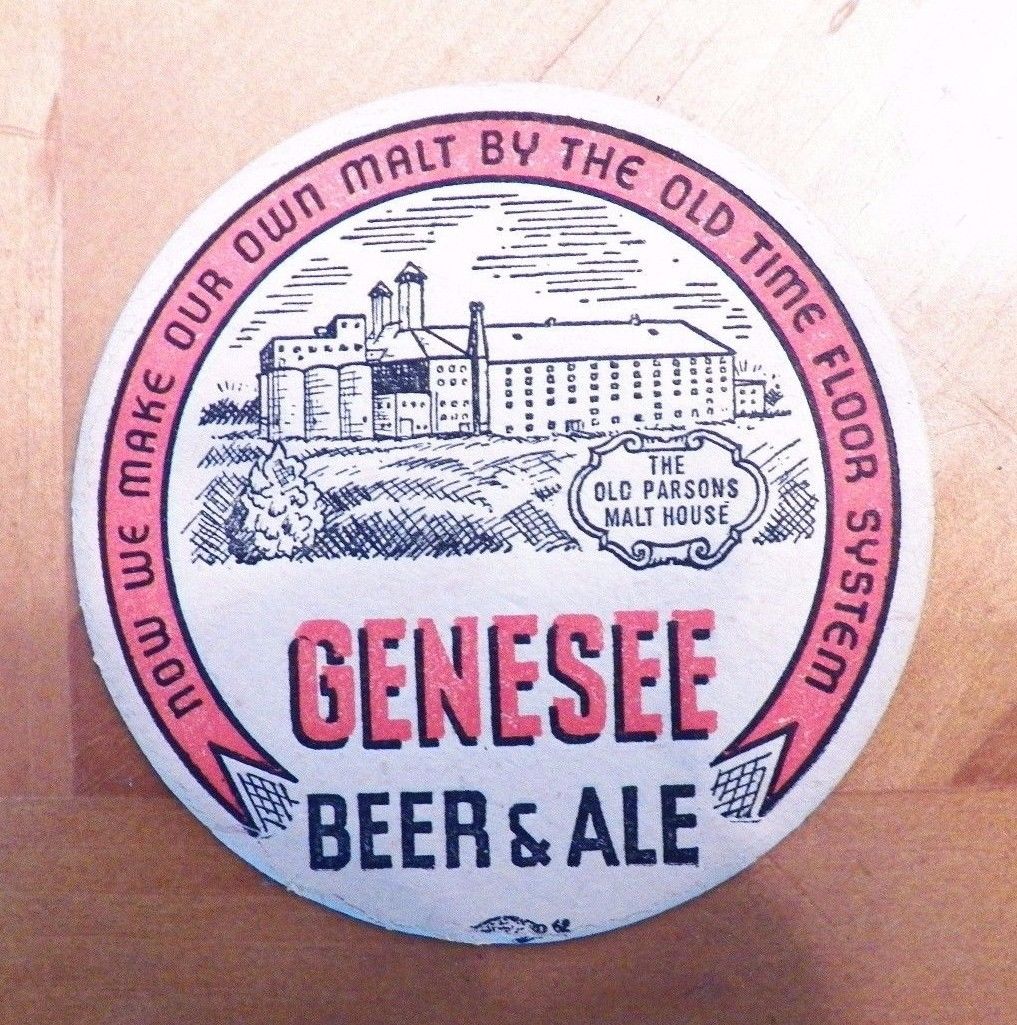 NOW WE MAKE OUR OWN MALT BY THE OLD TIME FLOOR SYSTEM
THE
OLD PARSONS
MALT HOUSE
GENESEE
BEER & ALE
62